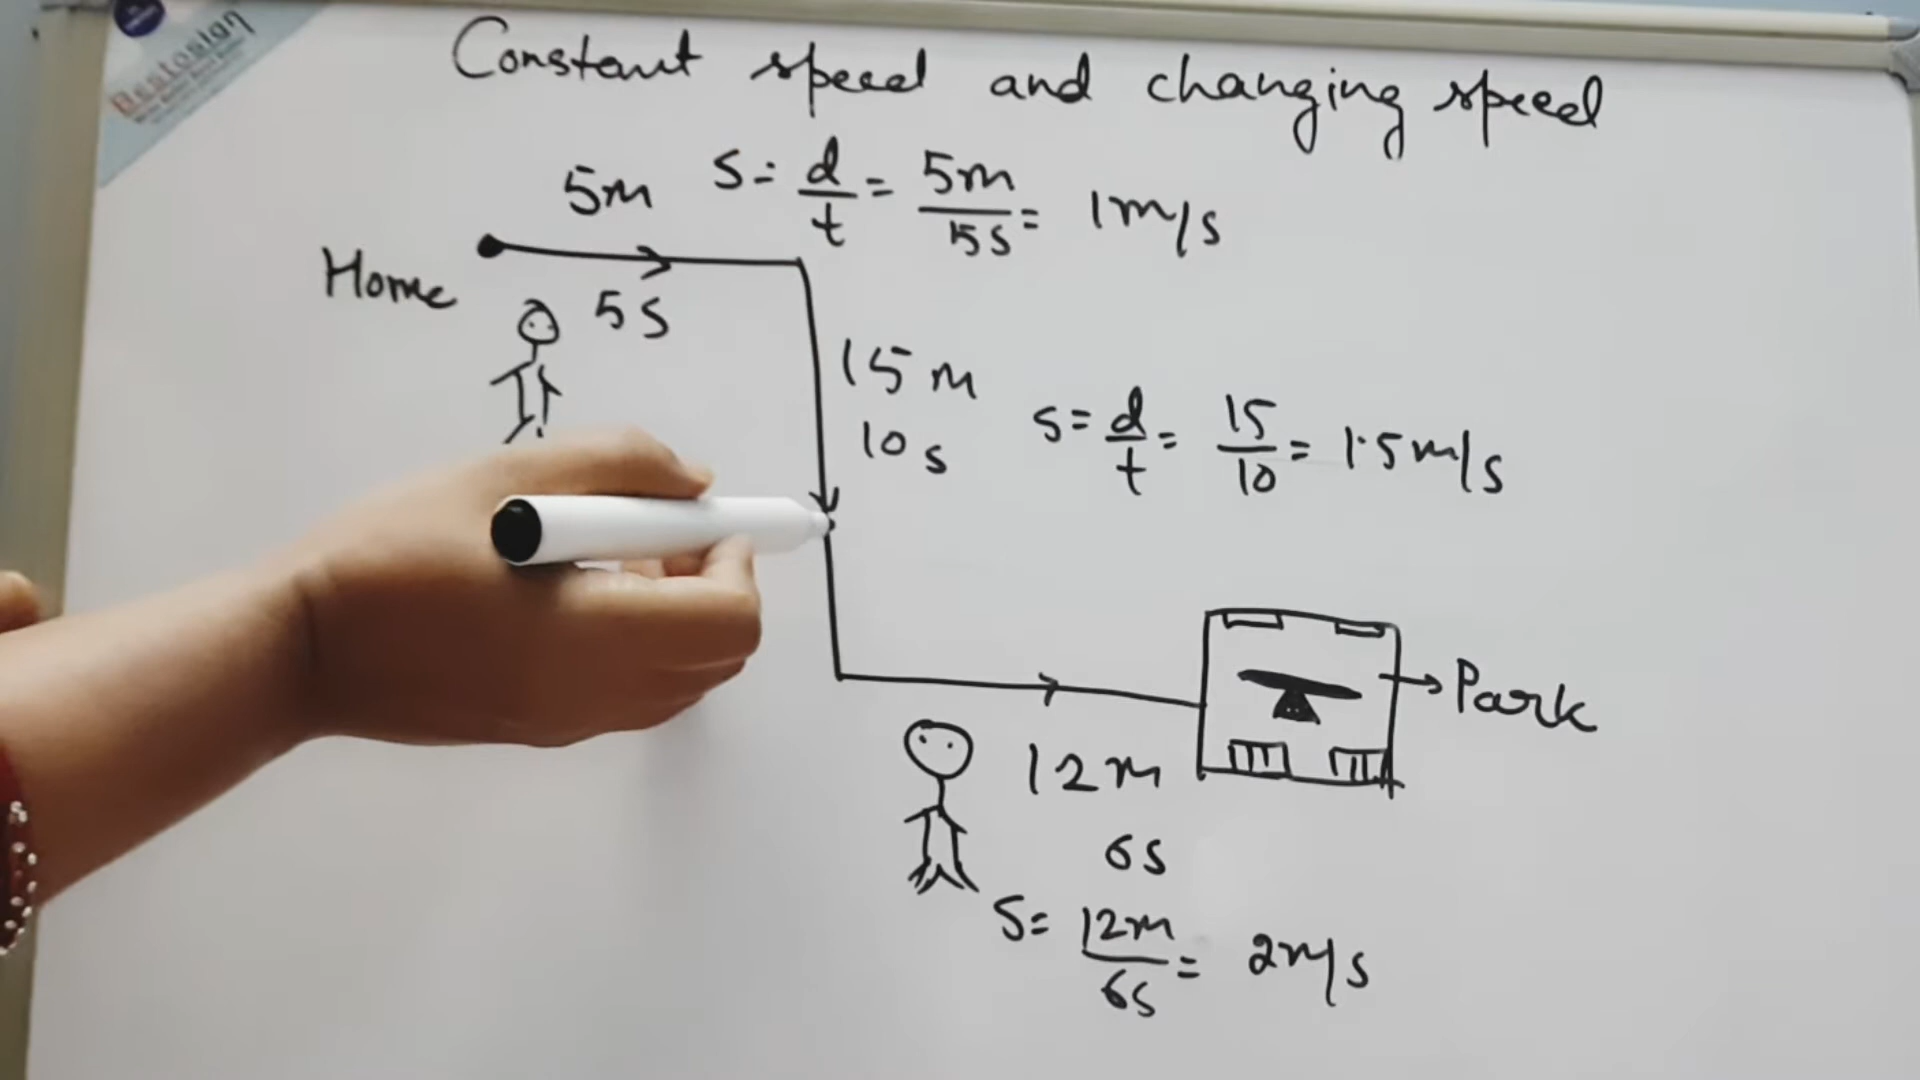 Bestosign
Constant speed and changing speed
5m
S = d/t = 5m/5s = 1m/s
Home
5s
15m
10s
s = d/t = 15/10 = 1.5m/s
Park
12m
6s
S = 12m/6s = 2m/s